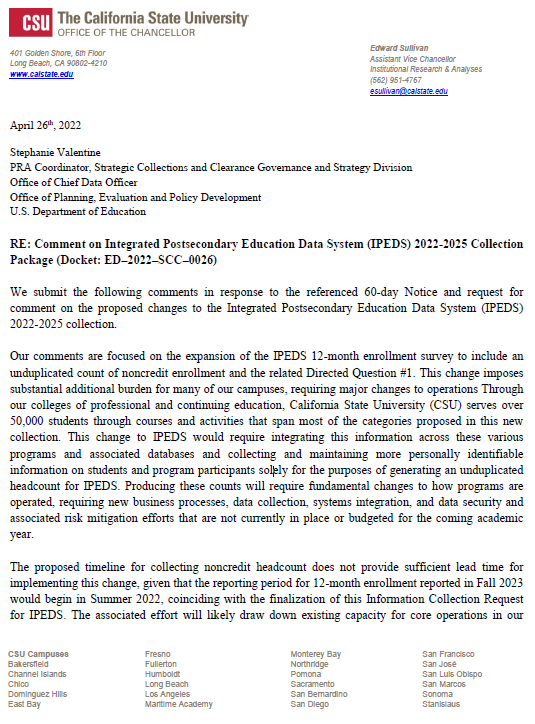 CSU The California State University
OFFICE OF THE CHANCELLOR
401 Golden Shore, 6th Floor
Long Beach, CA 90802-4210
www.calstate.edu
Edward Sullivan
Assistant Vice Chancellor
Institutional Research & Analyses
(562) 951-4767
esullivan@calstate.edu
April 26th, 2022
Stephanie Valentine
PRA Coordinator, Strategic Collections and Clearance Governance and Strategy Division
Office of Chief Data Officer
Office of Planning, Evaluation and Policy Development
U.S. Department of Education
RE: Comment on Integrated Postsecondary Education Data System (IPEDS) 2022-2025 Collection
Package (Docket: ED–2022–SCC–0026)
We submit the following comments in response to the referenced 60-day Notice and request for
comment on the proposed changes to the Integrated Postsecondary Education Data System (IPEDS)
2022-2025 collection.
Our comments are focused on the expansion of the IPEDS 12-month enrollment survey to include an
unduplicated count of noncredit enrollment and the related Directed Question #1. This change imposes
substantial additional burden for many of our campuses, requiring major changes to operations Through
our colleges of professional and continuing education, California State University (CSU) serves over
50,000 students through courses and activities that span most of the categories proposed in this new
collection. This change to IPEDS would require integrating this information across these various
programs and associated databases and collecting and maintaining more personally identifiable
information on students and program participants solely for the purposes of generating an unduplicated
headcount for IPEDS. Producing these counts will require fundamental changes to how programs are
operated, requiring new business processes, data collection, systems integration, and data security and
associated risk mitigation efforts that are not currently in place or budgeted for the coming academic
year.
The proposed timeline for collecting noncredit headcount does not provide sufficient lead time for
implementing this change, given that the reporting period for 12-month enrollment reported in Fall 2023
would begin in Summer 2022, coinciding with the finalization of this Information Collection Request
for IPEDS. The associated effort will likely draw down existing capacity for core operations in our
CSU Campuses
Bakersfield
Channel Islands
Chico
Dominguez Hills
East Bay
Fresno
Fullerton
Humboldt
Long Beach
Los Angeles
Maritime Academy
Monterey Bay
Northridge
Pomona
Sacramento
San Bernardino
San Diego
San Francisco
San José
San Luis Obispo
San Marcos
Sonoma
Stanislaus